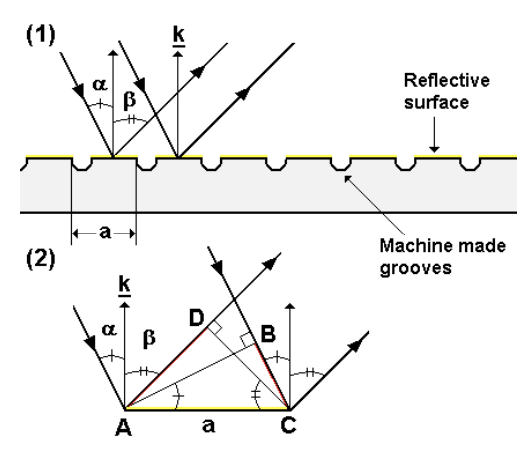 (1)
k
α
β
Reflective
surface
a
Machine made
grooves
(2)
k
α
β
D
B
A
a
C